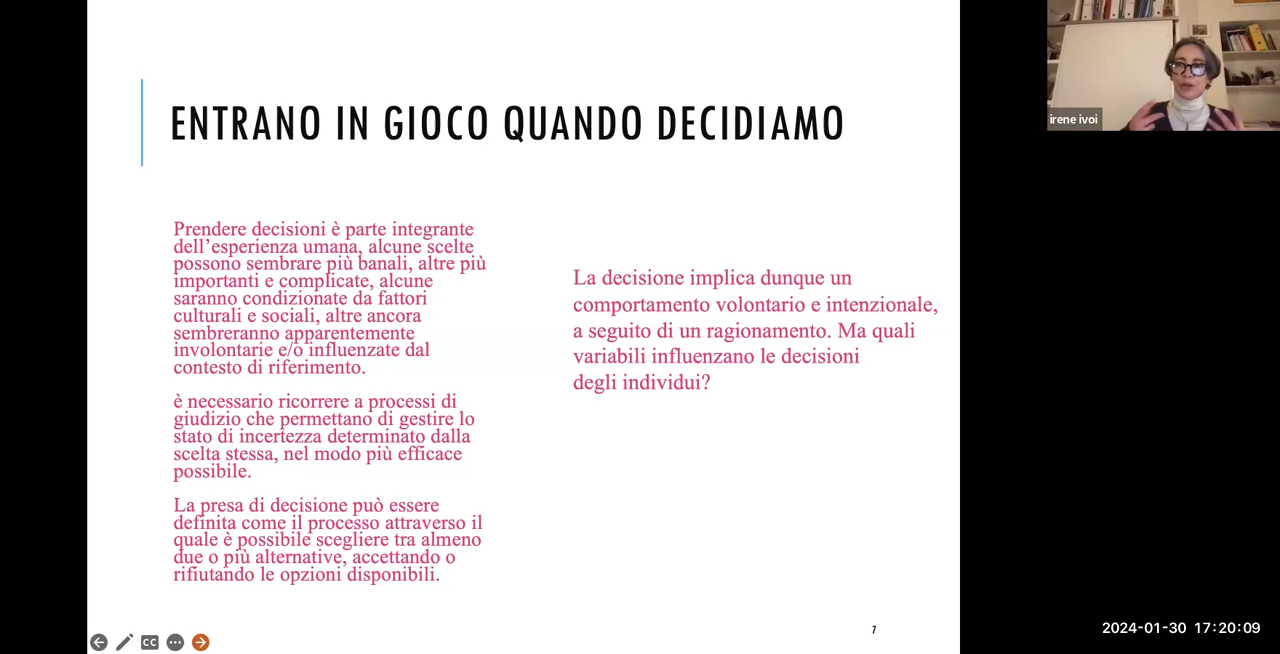 ENTRANO IN GIOCO QUANDO DECIDIAMO
Prendere decisioni è parte integrante
dell'esperienza umana, alcune scelte
possono sembrare più banali, altre più
importanti e complicate, alcune
saranno condizionate da fattori
culturali e sociali, altre ancora
sembreranno apparentemente
involontarie e/o influenzate dal
contesto di riferimento.
è necessario ricorrere a processi di
giudizio che permettano di gestire lo
stato di incertezza determinato dalla
scelta stessa, nel modo più efficace
possibile.
La presa di decisione può essere
definita come il processo attraverso il
quale è possibile scegliere tra almeno
due o più alternative, accettando o
rifiutando le opzioni disponibili.
La decisione implica dunque un
comportamento volontario e intenzionale,
a seguito di un ragionamento. Ma quali
variabili influenzano le decisioni
degli individui?
7
CC
irene ivoi
2024-01-30 17:20:09